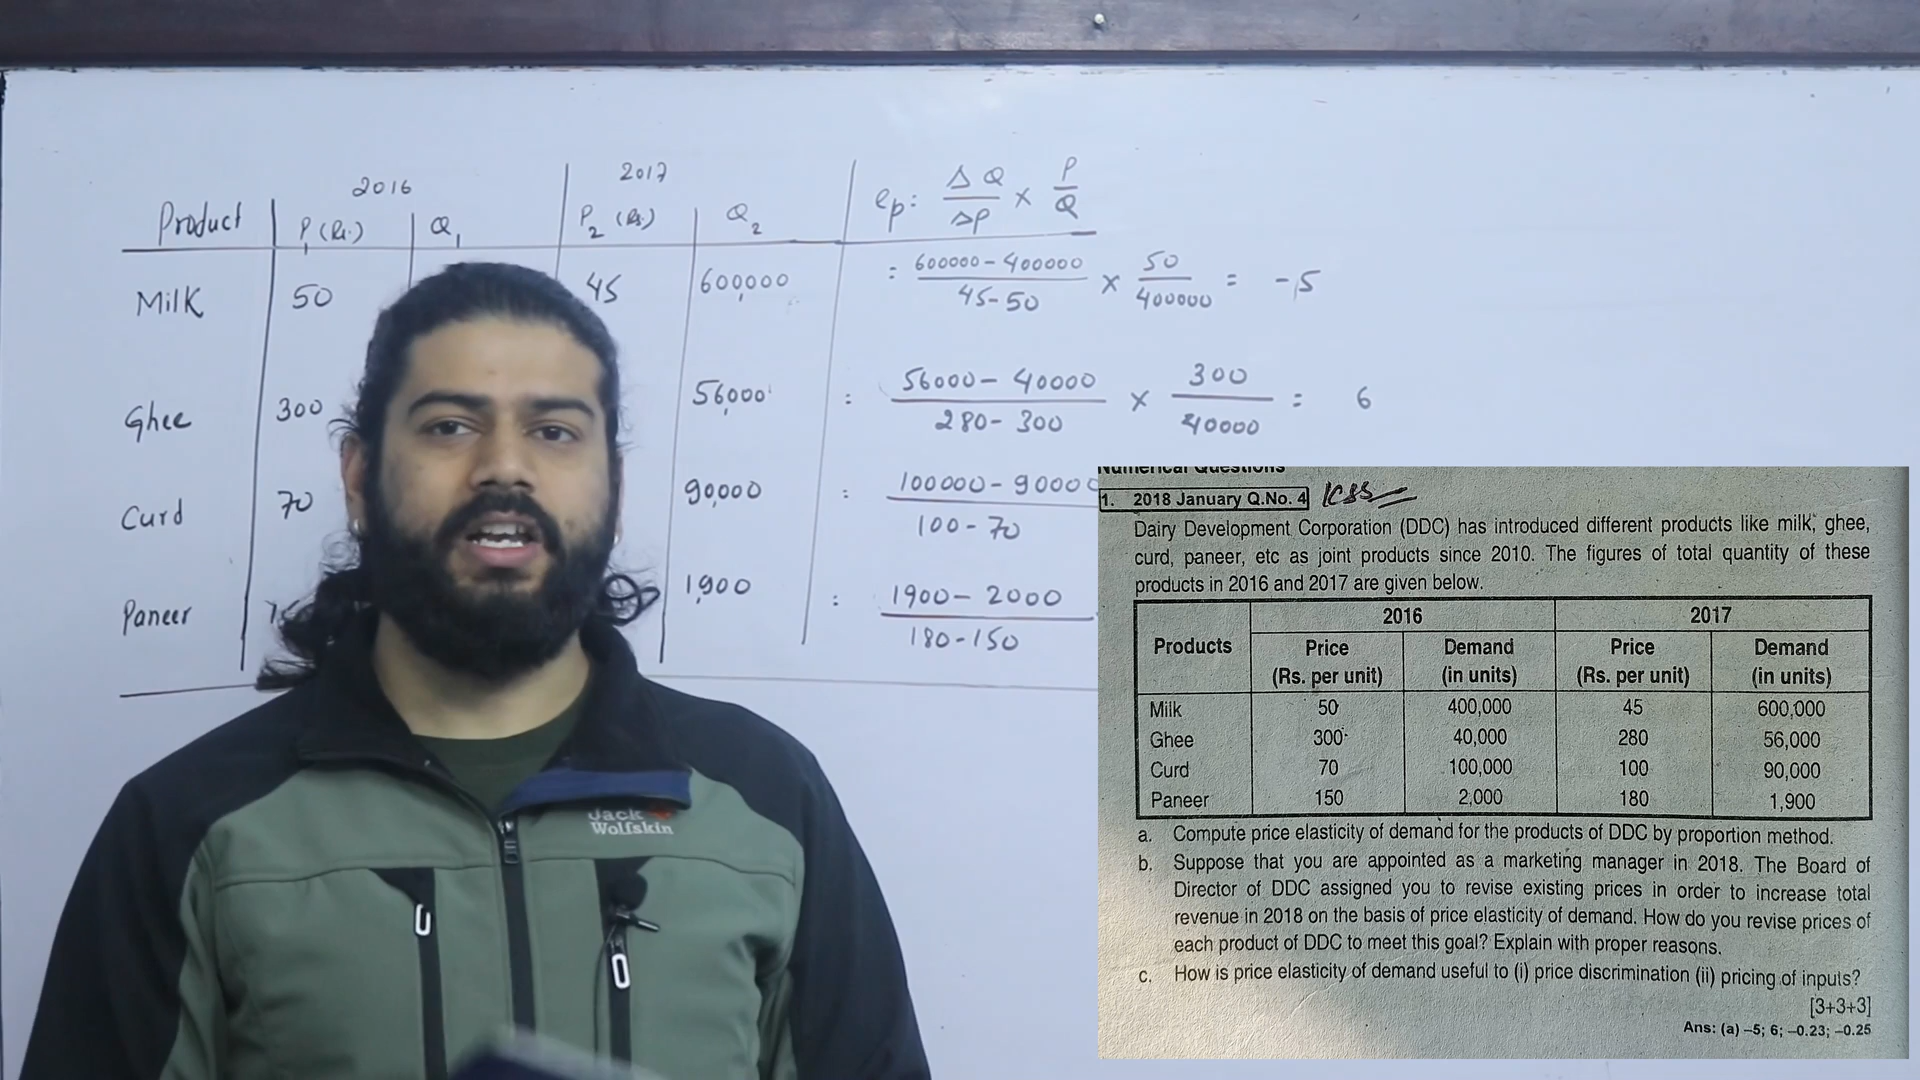 2016 2017
Product P₁ (Rs.) Q₁ P₂ (Rs) Q₂ ep: ΔQ/ΔP × P/Q
Milk 50 45 600,000 = 600000-400000/45-50 × 50/400000 = -5
Ghee 300 56,000 : 56000-40000/280-300 × 300/40000 = 6
Curd 70 90,000 : 100000-90000/100-70
Paneer 1,900 : 1900-2000/180-150
Jack
Wolfskin
Numerical Questions
1. 2018 January Q.No. 4
Dairy Development Corporation (DDC) has introduced different products like milk, ghee,
curd, paneer, etc as joint products since 2010. The figures of total quantity of these
products in 2016 and 2017 are given below.
Products 2016 2017
Price (Rs. per unit) Demand (in units) Price (Rs. per unit) Demand (in units)
Milk 50 400,000 45 600,000
Ghee 300 40,000 280 56,000
Curd 70 100,000 100 90,000
Paneer 150 2,000 180 1,900
a. Compute price elasticity of demand for the products of DDC by proportion method.
b. Suppose that you are appointed as a marketing manager in 2018. The Board of
Director of DDC assigned you to revise existing prices in order to increase total
revenue in 2018 on the basis of price elasticity of demand. How do you revise prices of
each product of DDC to meet this goal? Explain with proper reasons.
c. How is price elasticity of demand useful to (i) price discrimination (ii) pricing of inputs?
[3+3+3]
Ans: (a) –5; 6; –0.23; –0.25